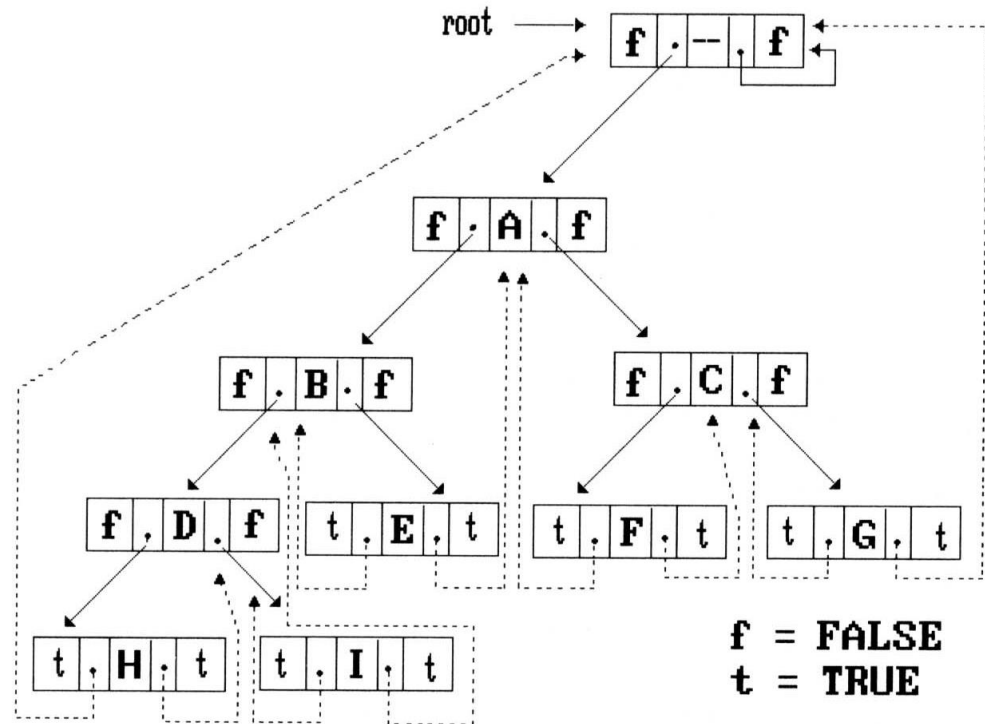 root
f . -- . f
f . A . f
f . B . f
f . C . f
f . D . f
t . E . t
t . F . t
t . G . t
t . H . t
t . I . t
f = FALSE
t = TRUE